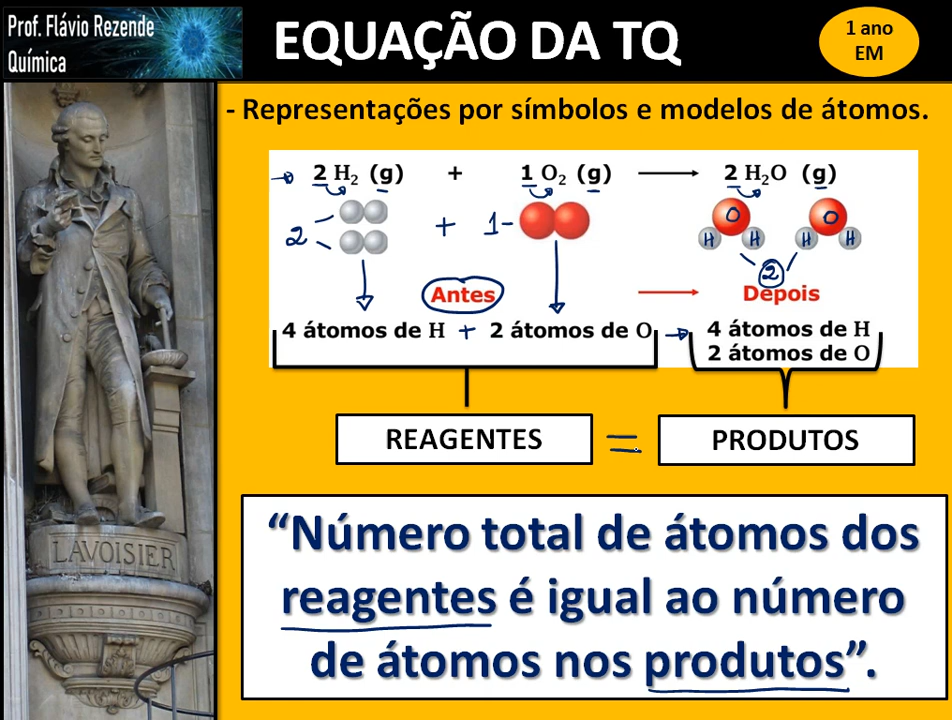 Prof. Flávio Rezende
Química
EQUAÇÃO DA TQ
1 ano
EM
- Representações por símbolos e modelos de átomos.
→ 2 H₂ (g) + 1 O₂ (g) → 2 H₂O (g)
2 + 1- O O
H H H H
2
Antes → Depois
4 átomos de H + 2 átomos de O → 4 átomos de H
2 átomos de O
REAGENTES = PRODUTOS
LAVOISIER
“Número total de átomos dos
reagentes é igual ao número
de átomos nos produtos”.